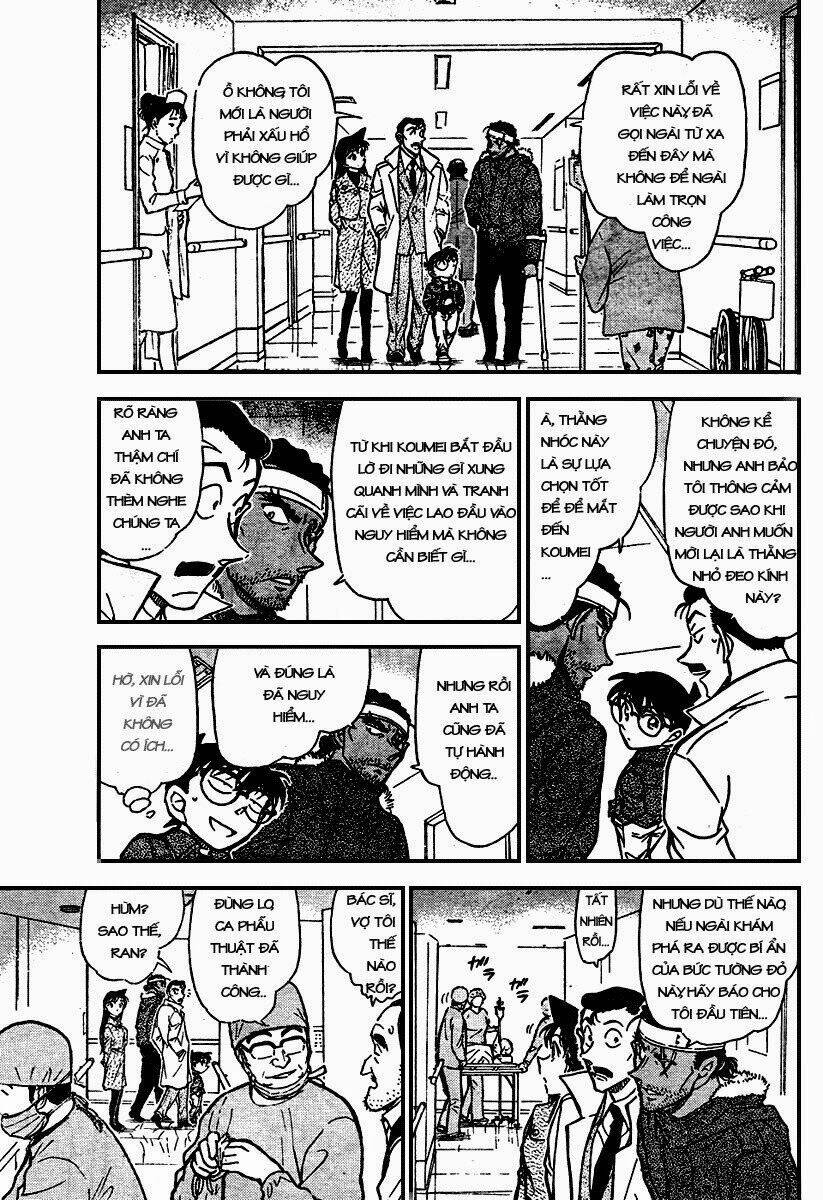 RẤT XIN LỖI VỀ
VIỆC NÀY, ĐÃ
GỌI NGÀI TỪ XA
ĐẾN ĐÂY MÀ
KHÔNG ĐỂ NGÀI
LÀM TRỌN
CÔNG
VIỆC...
Ồ KHÔNG, TÔI
MỚI LÀ NGƯỜI
PHẢI XẤU HỔ
VÌ KHÔNG GIÚP
ĐƯỢC GÌ...
KHÔNG KỂ
CHUYỆN ĐÓ,
NHƯNG ANH BẢO
TÔI THÔNG CẢM
ĐƯỢC SAO KHI
NGƯỜI ANH MUỐN
MỚI LẠI LÀ THẰNG
NHỎ ĐEO KÍNH
NÀY?
À, THẰNG
NHÓC NÀY
LÀ SỰ LỰA
CHỌN TỐT
ĐỂ ĐỂ MẮT
ĐẾN
KOUMEI
...
TỪ KHI KOUMEI BẮT ĐẦU
LỜ ĐI NHỮNG GÌ XUNG
QUANH MÌNH VÀ TRANH
CÃI VỀ VIỆC LAO ĐẦU VÀO
NGUY HIỂM MÀ KHÔNG
CẦN BIẾT GÌ...
RÕ RÀNG
ANH TA
THẬM CHÍ
ĐÃ KHÔNG
THÈM NGHE
CHÚNG TA
...
NHƯNG RỒI
ANH TA
CŨNG ĐÃ
TỰ HÀNH
ĐỘNG..
VÀ ĐÚNG LÀ
ĐÃ NGUY
HIỂM...
HỜ, XIN LỖI
VÌ ĐÃ
KHÔNG
CÓ ÍCH...
NHƯNG DÙ THẾ NÀO,
NẾU NGÀI KHÁM
PHÁ RA ĐƯỢC BÍ ẨN
CỦA BỨC TƯỜNG ĐỎ
NÀY, HÃY BÁO CHO
TÔI ĐẦU TIÊN...
TẤT
NHIÊN
RỒI...
BÁC SĨ,
VỢ TÔI
THẾ
NÀO
RỒI?
ĐỪNG LO,
CA PHẪU
THUẬT ĐÃ
THÀNH
CÔNG..
HỪM?
SAO THẾ,
RAN?